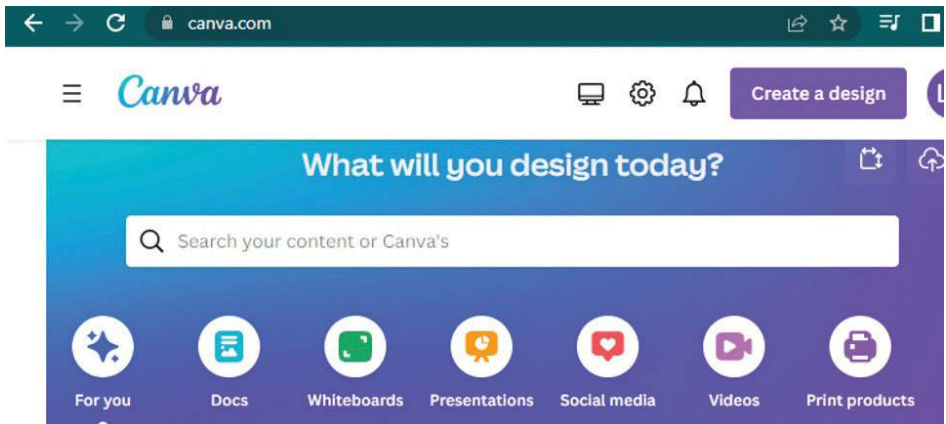 canva.com
Canva
Create a design
L
What will you design today?
Search your content or Canva's
For you Docs Whiteboards Presentations Social media Videos Print products